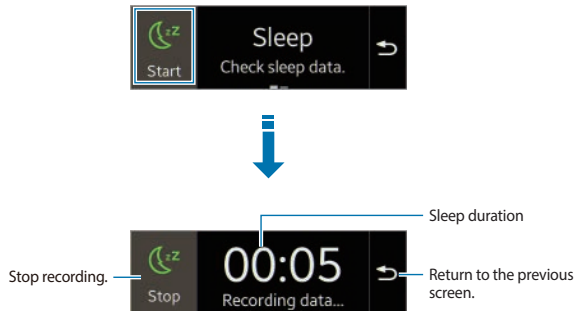 Sleep
Start
Check sleep data.
Sleep duration
00:05
Stop recording.
Return to the previous
screen.
Stop
Recording data...